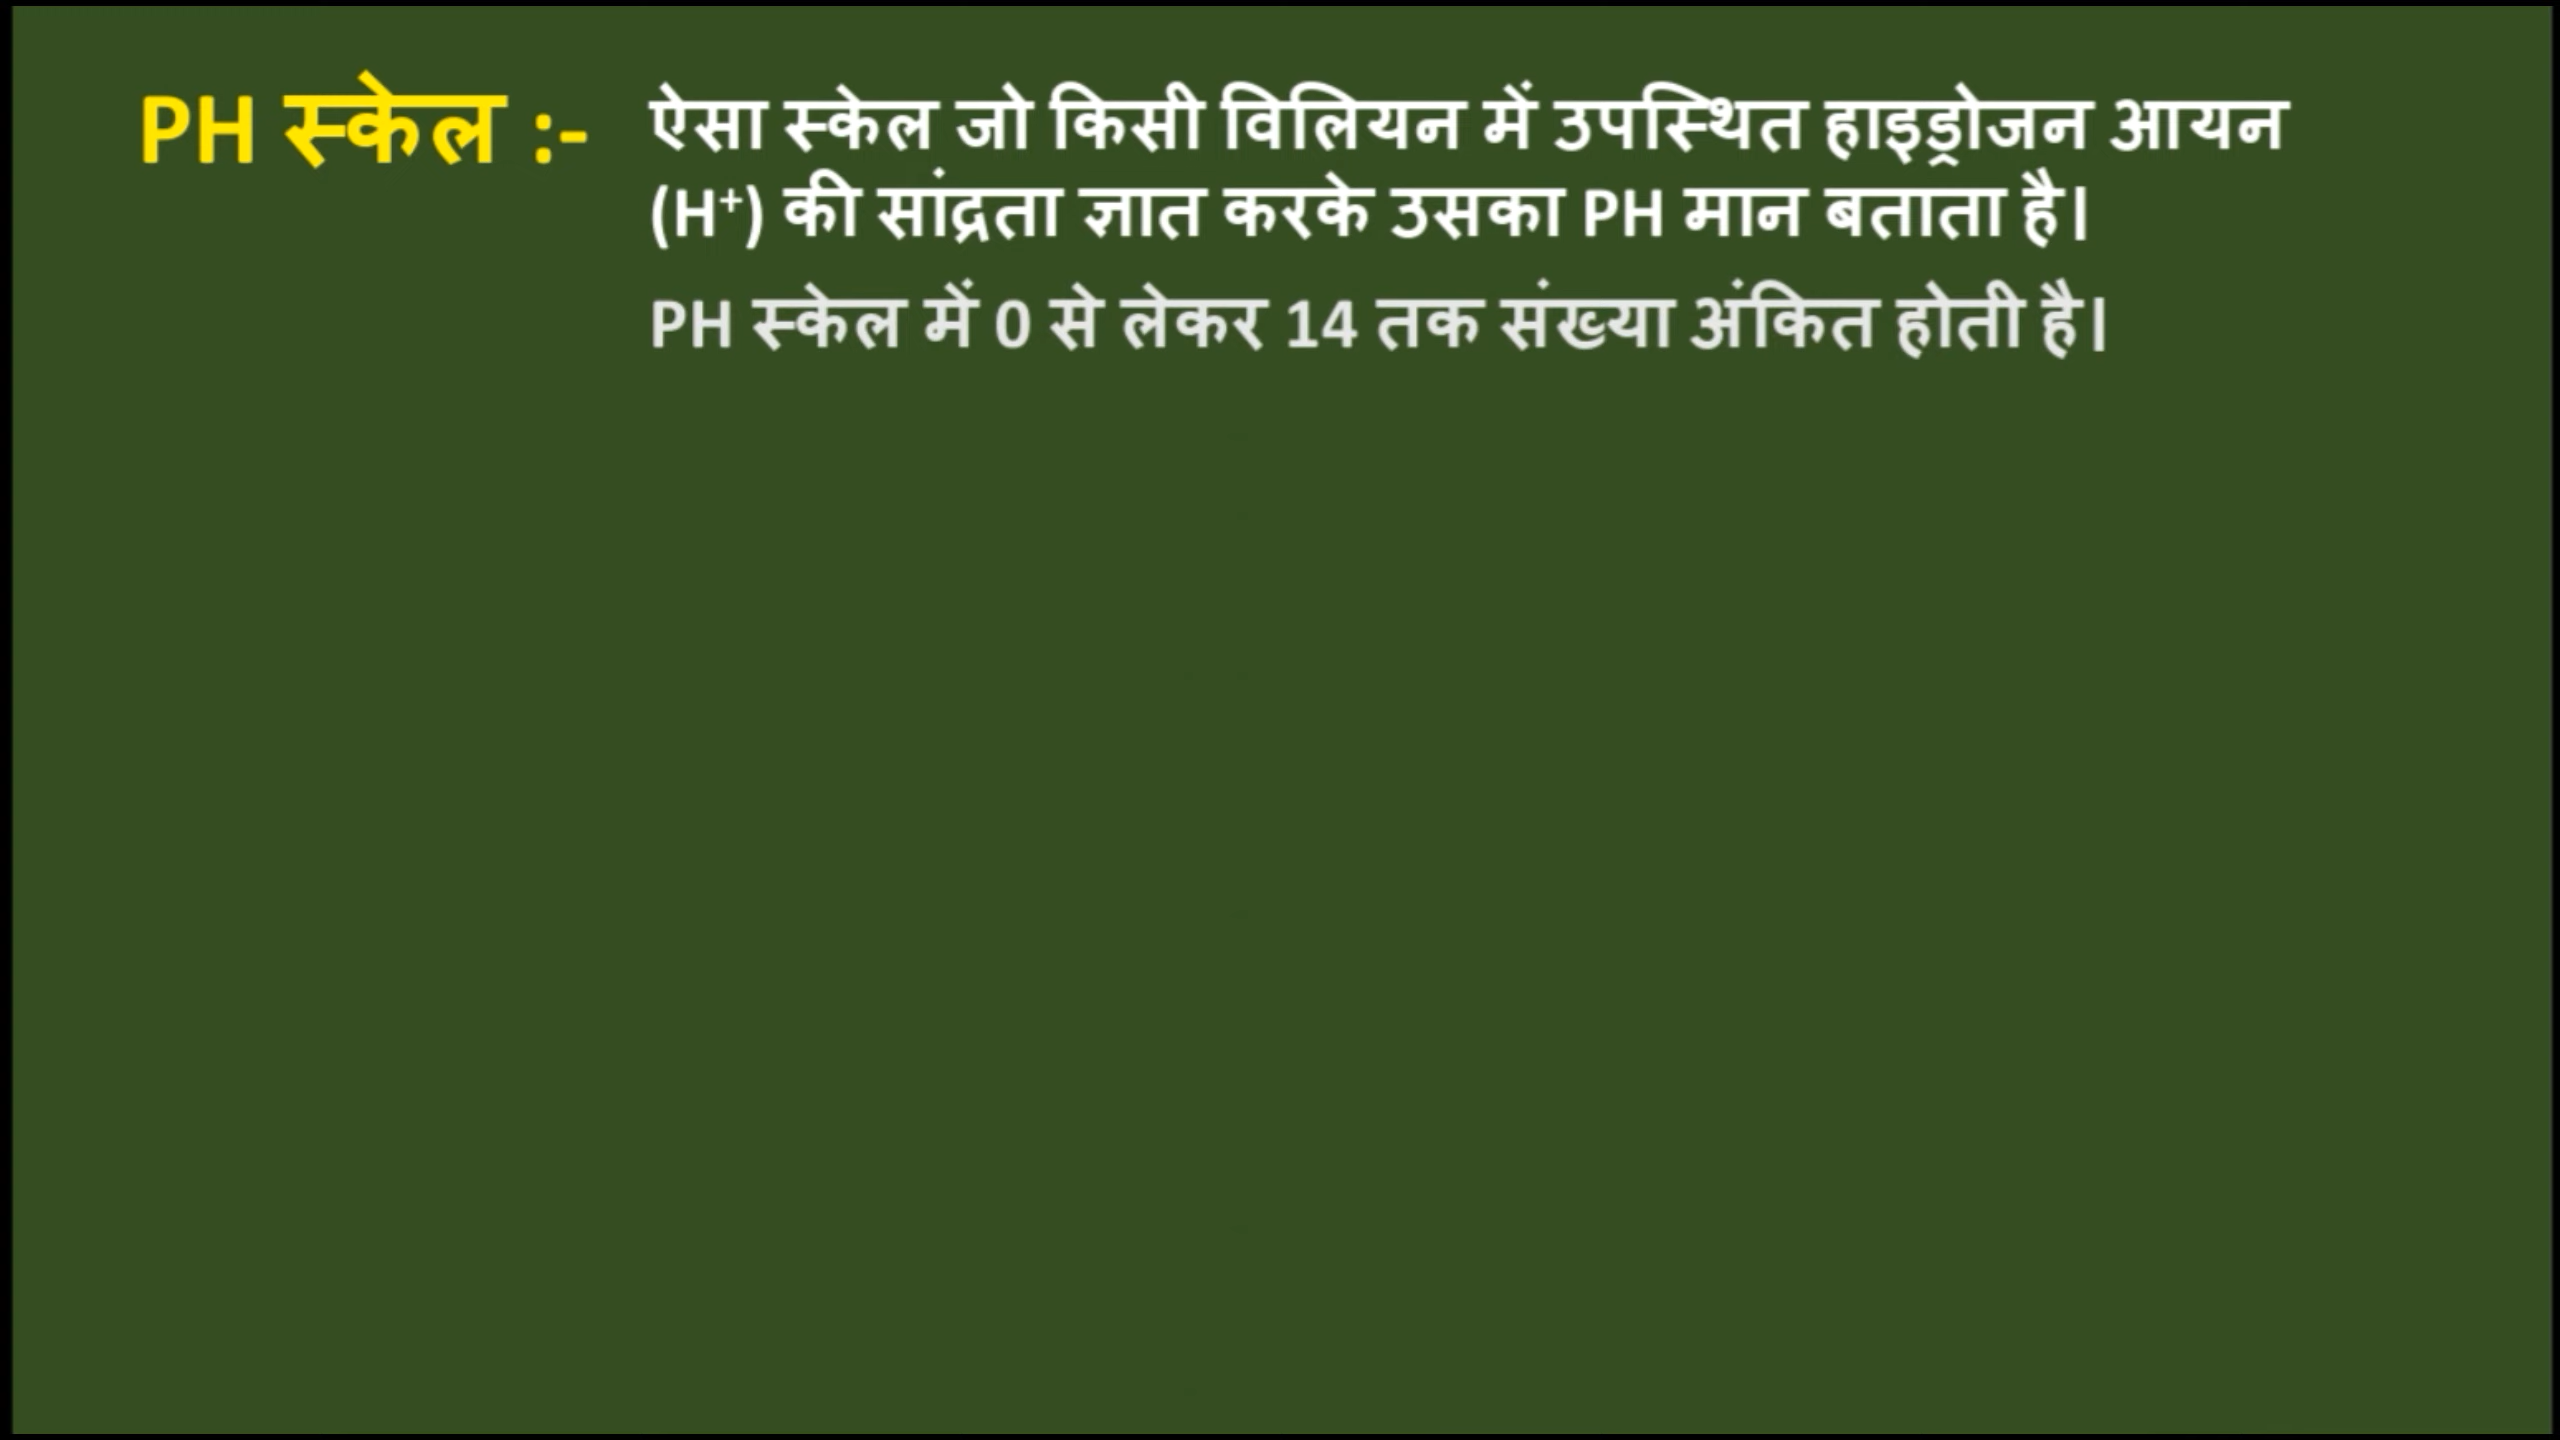 PH स्केल :- ऐसा स्केल जो किसी विलियन में उपस्थित हाइड्रोजन आयन
(H⁺) की सांद्रता ज्ञात करके उसका PH मान बताता है।
PH स्केल में 0 से लेकर 14 तक संख्या अंकित होती है।